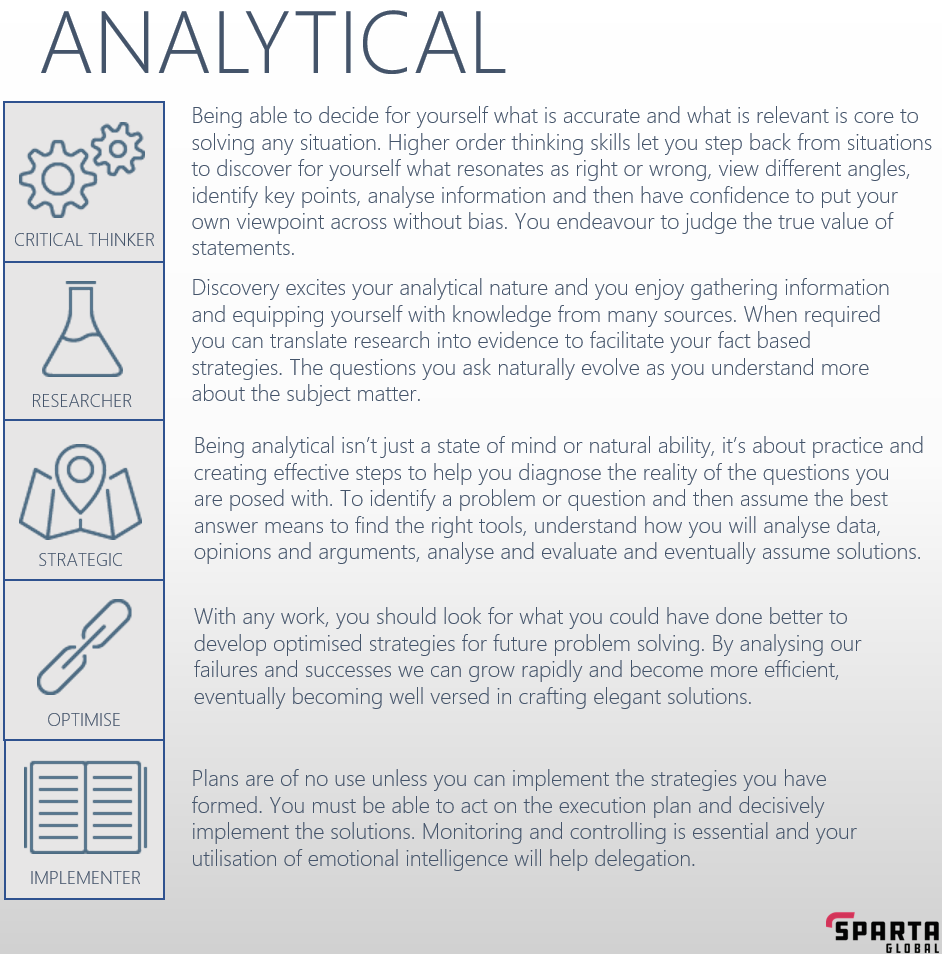 ANALYTICAL
Being able to decide for yourself what is accurate and what is relevant is core to
solving any situation. Higher order thinking skills let you step back from situations
to discover for yourself what resonates as right or wrong, view different angles,
identify key points, analyse information and then have confidence to put your
own viewpoint across without bias. You endeavour to judge the true value of
statements.
CRITICAL THINKER
Discovery excites your analytical nature and you enjoy gathering information
and equipping yourself with knowledge from many sources. When required
you can translate research into evidence to facilitate your fact based
strategies. The questions you ask naturally evolve as you understand more
about the subject matter.
RESEARCHER
Being analytical isn't just a state of mind or natural ability, it's about practice and
creating effective steps to help you diagnose the reality of the questions you
are posed with. To identify a problem or question and then assume the best
answer means to find the right tools, understand how you will analyse data,
opinions and arguments, analyse and evaluate and eventually assume solutions.
STRATEGIC
With any work, you should look for what you could have done better to
develop optimised strategies for future problem solving. By analysing our
failures and successes we can grow rapidly and become more efficient,
eventually becoming well versed in crafting elegant solutions.
OPTIMISE
Plans are of no use unless you can implement the strategies you have
formed. You must be able to act on the execution plan and decisively
implement the solutions. Monitoring and controlling is essential and your
utilisation of emotional intelligence will help delegation.
IMPLEMENTER
SPARTA
GLOBAL